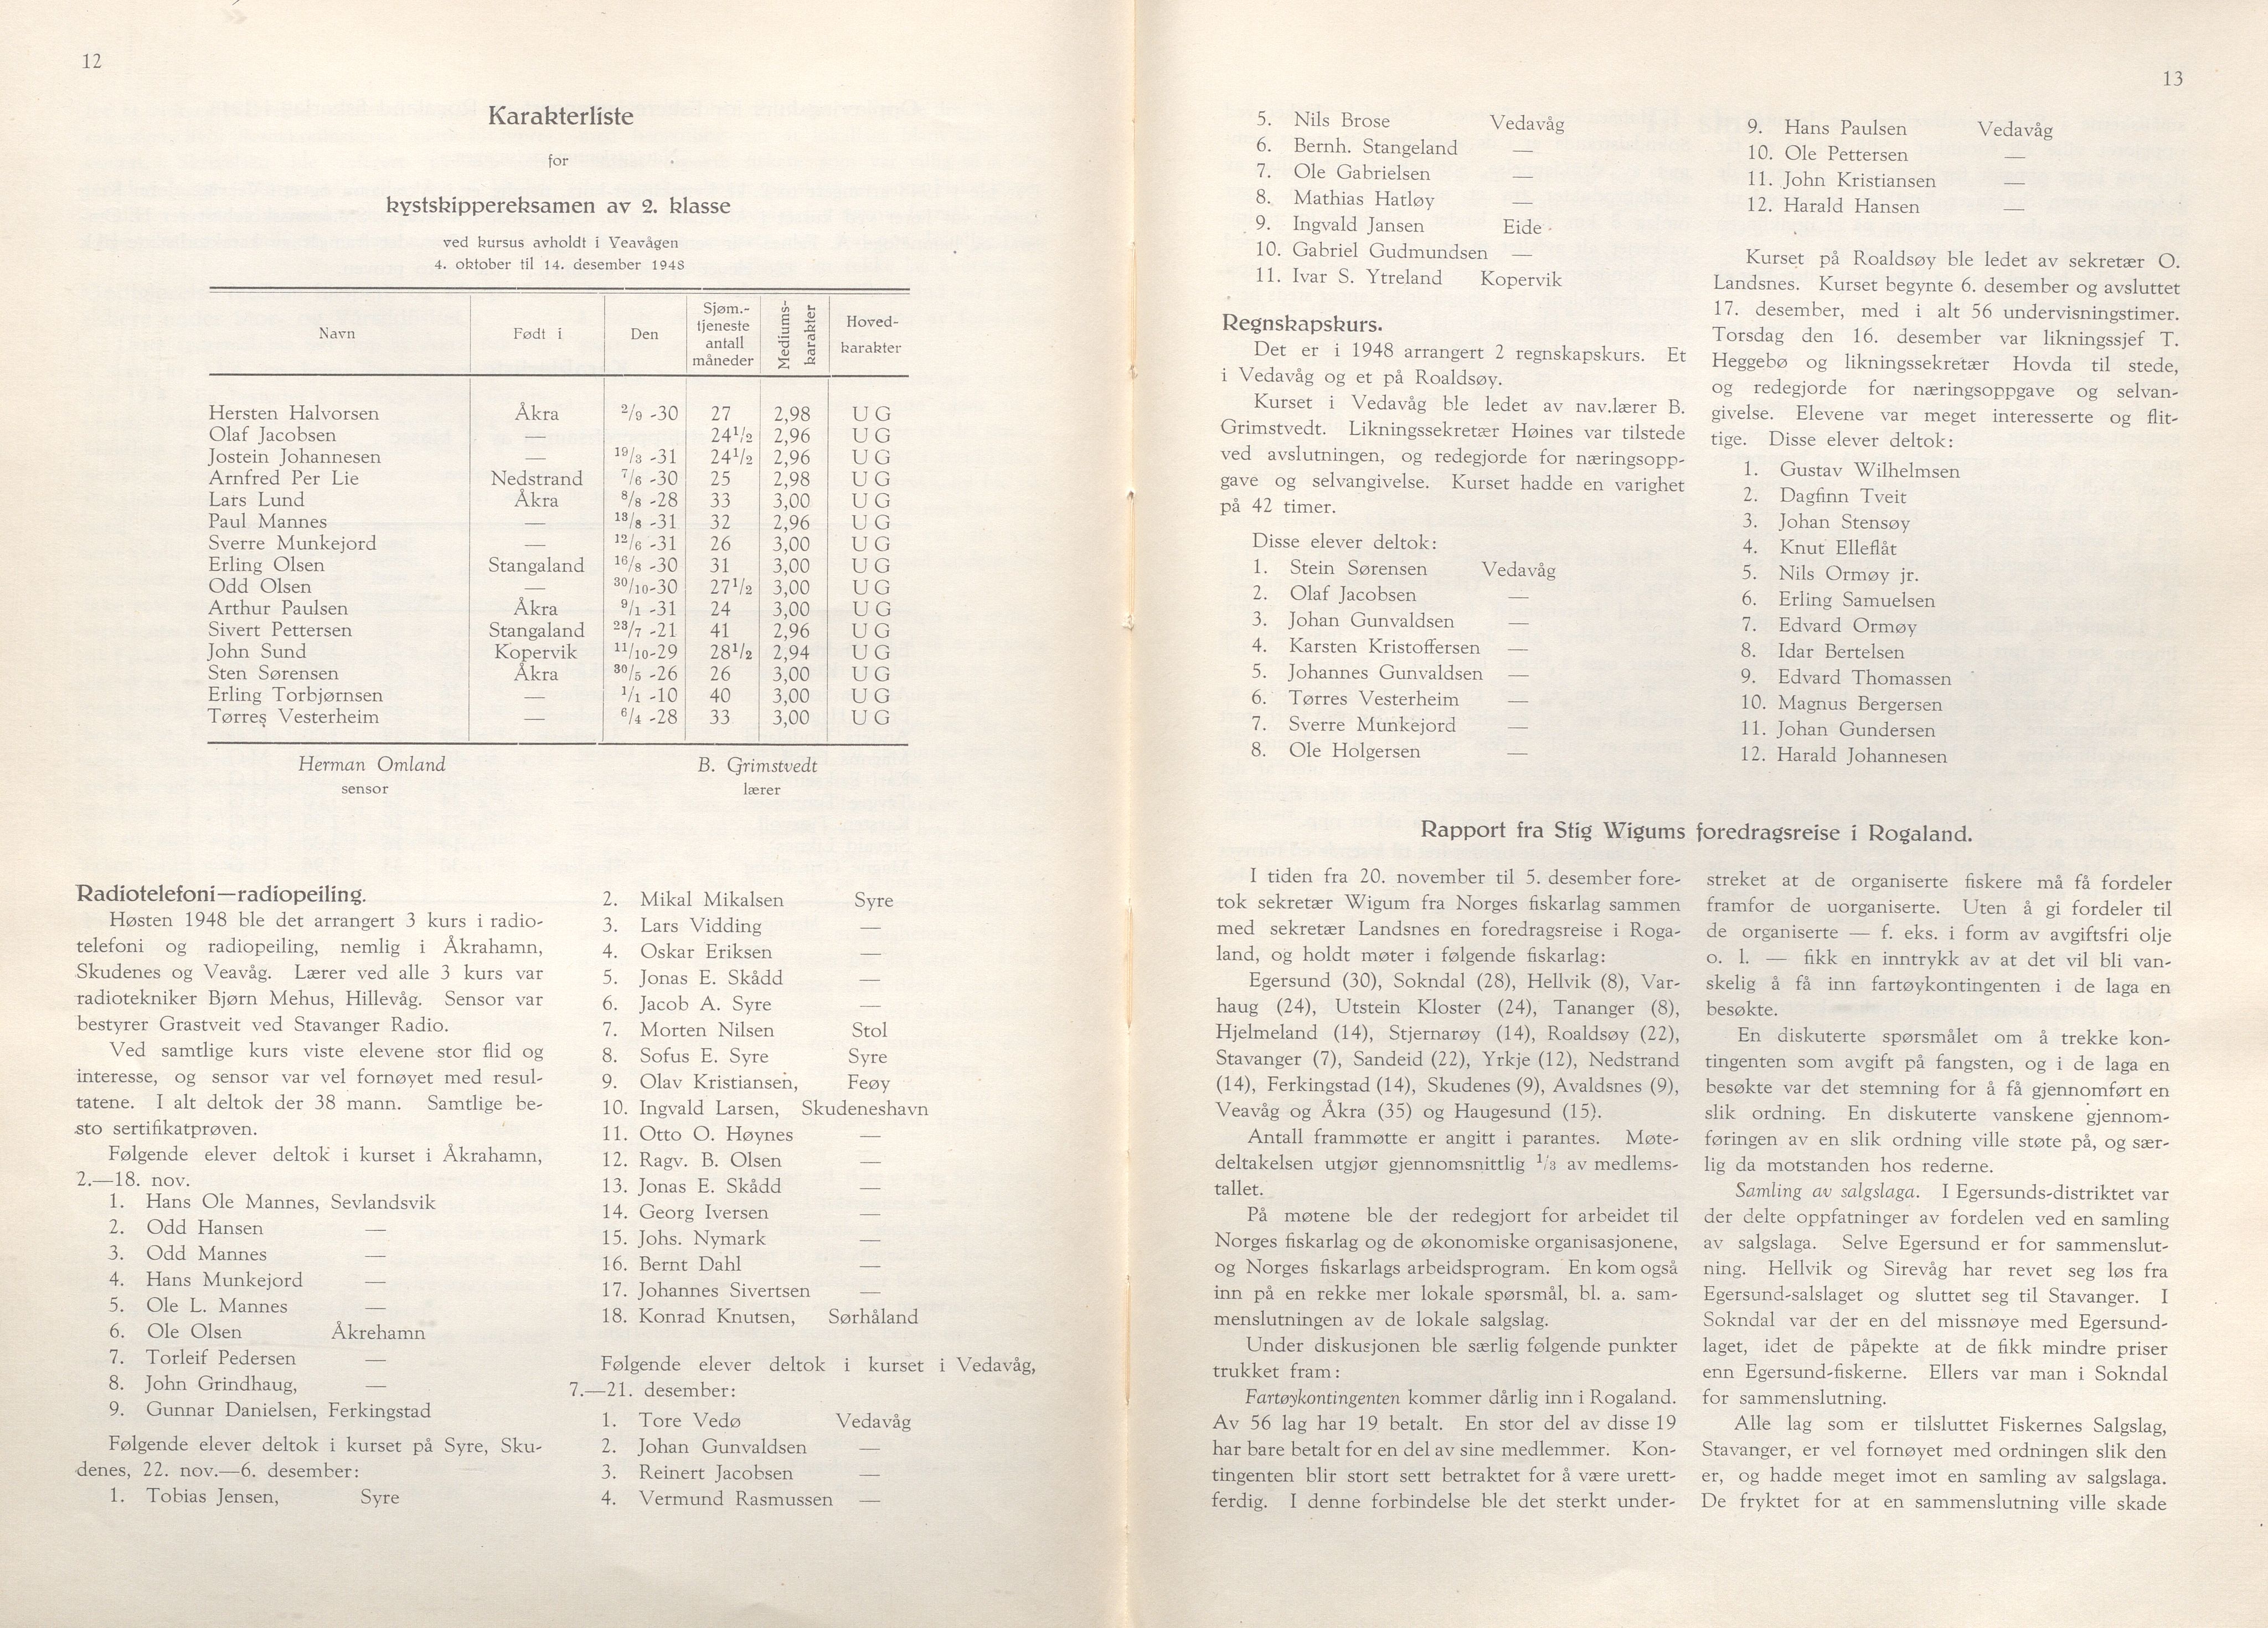 12
Karakterliste
for
kystskippereksamen av 2. klasse
ved kursus avholdt i Veavågen
4. oktober til 14. desember 1948
Navn Født i Den Sjøm.-tjeneste antall måneder Mediums-karakter Hoved-karakter
Hersten Halvorsen Åkra 2/9 -30 27 2,98 U G
Olaf Jacobsen — 24 1/2 2,96 U G
Jostein Johannesen — 19/3 -31 24 1/2 2,96 U G
Arnfred Per Lie Nedstrand 7/6 -30 25 2,98 U G
Lars Lund Åkra 8/8 -28 33 3,00 U G
Paul Mannes — 13/8 -31 32 2,96 U G
Sverre Munkejord — 12/6 -31 26 3,00 U G
Erling Olsen Stangaland 16/8 -30 31 3,00 U G
Odd Olsen — 30/10-30 27 1/2 3,00 U G
Arthur Paulsen Åkra 9/1 -31 24 3,00 U G
Sivert Pettersen Stangaland 23/7 -21 41 2,96 U G
John Sund Kopervik 11/10-29 28 1/2 2,94 U G
Sten Sørensen Åkra 30/5 -26 26 3,00 U G
Erling Torbjørnsen — 1/1 -10 40 3,00 U G
Tørres Vesterheim — 6/4 -28 33 3,00 U G
Herman Omland B. Grimstvedt
sensor lærer
Radiotelefoni—radiopeiling.
Høsten 1948 ble det arrangert 3 kurs i radio-
telefoni og radiopeiling, nemlig i Åkrahamn,
Skudenes og Veavåg. Lærer ved alle 3 kurs var
radiotekniker Bjørn Mehus, Hillevåg. Sensor var
bestyrer Grastveit ved Stavanger Radio.
Ved samtlige kurs viste elevene stor flid og
interesse, og sensor var vel fornøyet med resul-
tatene. I alt deltok der 38 mann. Samtlige be-
sto sertifikatprøven.
Følgende elever deltok i kurset i Åkrahamn,
2.—18. nov.
1. Hans Ole Mannes, Sevlandsvik
2. Odd Hansen —
3. Odd Mannes —
4. Hans Munkejord —
5. Ole L. Mannes —
6. Ole Olsen Åkrehamn
7. Torleif Pedersen —
8. John Grindhaug, —
9. Gunnar Danielsen, Ferkingstad
Følgende elever deltok i kurset på Syre, Sku-
denes, 22. nov.—6. desember:
1. Tobias Jensen, Syre
2. Mikal Mikalsen Syre
3. Lars Vidding —
4. Oskar Eriksen —
5. Jonas E. Skådd —
6. Jacob A. Syre —
7. Morten Nilsen Stol
8. Sofus E. Syre Syre
9. Olav Kristiansen, Feøy
10. Ingvald Larsen, Skudeneshavn
11. Otto O. Høynes —
12. Ragv. B. Olsen —
13. Jonas E. Skådd —
14. Georg Iversen —
15. Johs. Nymark —
16. Bernt Dahl —
17. Johannes Sivertsen —
18. Konrad Knutsen, Sørhåland
Følgende elever deltok i kurset i Vedavåg,
7.—21. desember:
1. Tore Vedø Vedavåg
2. Johan Gunvaldsen —
3. Reinert Jacobsen —
4. Vermund Rasmussen —
13
5. Nils Brose Vedavåg
6. Bernh. Stangeland —
7. Ole Gabrielsen —
8. Mathias Hatløy —
9. Ingvald Jansen Eide
10. Gabriel Gudmundsen —
11. Ivar S. Ytreland Kopervik
Regnskapskurs.
Det er i 1948 arrangert 2 regnskapskurs. Et
i Vedavåg og et på Roaldsøy.
Kurset i Vedavåg ble ledet av nav.lærer B.
Grimstvedt. Likningssekretær Høines var tilstede
ved avslutningen, og redegjorde for næringsopp-
gave og selvangivelse. Kurset hadde en varighet
på 42 timer.
Disse elever deltok:
1. Stein Sørensen Vedavåg
2. Olaf Jacobsen —
3. Johan Gunvaldsen —
4. Karsten Kristoffersen —
5. Johannes Gunvaldsen —
6. Tørres Vesterheim —
7. Sverre Munkejord —
8. Ole Holgersen —
9. Hans Paulsen Vedavåg
10. Ole Pettersen —
11. John Kristiansen —
12. Harald Hansen —
Kurset på Roaldsøy ble ledet av sekretær O.
Landsnes. Kurset begynte 6. desember og avsluttet
17. desember, med i alt 56 undervisningstimer.
Torsdag den 16. desember var likningssjef T.
Heggebø og likningssekretær Hovda til stede,
og redegjorde for næringsoppgave og selvan-
givelse. Elevene var meget interesserte og flit-
tige. Disse elever deltok:
1. Gustav Wilhelmsen
2. Dagfinn Tveit
3. Johan Stensøy
4. Knut Elleflåt
5. Nils Ormøy jr.
6. Erling Samuelsen
7. Edvard Ormøy
8. Idar Bertelsen
9. Edvard Thomassen
10. Magnus Bergersen
11. Johan Gundersen
12. Harald Johannesen
Rapport fra Stig Wigums foredragsreise i Rogaland.
I tiden fra 20. november til 5. desember fore-
tok sekretær Wigum fra Norges fiskarlag sammen
med sekretær Landsnes en foredragsreise i Roga-
land, og holdt møter i følgende fiskarlag:
Egersund (30), Sokndal (28), Hellvik (8), Var-
haug (24), Utstein Kloster (24), Tananger (8),
Hjelmeland (14), Stjernarøy (14), Roaldsøy (22),
Stavanger (7), Sandeid (22), Yrkje (12), Nedstrand
(14), Ferkingstad (14), Skudenes (9), Avaldsnes (9),
Veavåg og Åkra (35) og Haugesund (15).
Antall frammøtte er angitt i parantes. Møte-
deltakelsen utgjør gjennomsnittlig 1/3 av medlems-
tallet.
På møtene ble der redegjort for arbeidet til
Norges fiskarlag og de økonomiske organisasjonene,
og Norges fiskarlags arbeidsprogram. En kom også
inn på en rekke mer lokale spørsmål, bl. a. sam-
menslutningen av de lokale salgslag.
Under diskusjonen ble særlig følgende punkter
trukket fram:
Fartøykontingenten kommer dårlig inn i Rogaland.
Av 56 lag har 19 betalt. En stor del av disse 19
har bare betalt for en del av sine medlemmer. Kon-
tingenten blir stort sett betraktet for å være urett-
ferdig. I denne forbindelse ble det sterkt under-
streket at de organiserte fiskere må få fordeler
framfor de uorganiserte. Uten å gi fordeler til
de organiserte — f. eks. i form av avgiftsfri olje
o. l. — fikk en inntrykk av at det vil bli van-
skelig å få inn fartøykontingenten i de laga en
besøkte.
En diskuterte spørsmålet om å trekke kon-
tingenten som avgift på fangsten, og i de laga en
besøkte var det stemning for å få gjennomført en
slik ordning. En diskuterte vanskene gjennom-
føringen av en slik ordning ville støte på, og sær-
lig da motstanden hos rederne.
Samling av salgslaga. I Egersunds-distriktet var
der delte oppfatninger av fordelen ved en samling
av salgslaga. Selve Egersund er for sammenslut-
ning. Hellvik og Sirevåg har revet seg løs fra
Egersund-salslaget og sluttet seg til Stavanger. I
Sokndal var der en del missnøye med Egersund-
laget, idet de påpekte at de fikk mindre priser
enn Egersund-fiskerne. Ellers var man i Sokndal
for sammenslutning.
Alle lag som er tilsluttet Fiskernes Salgslag,
Stavanger, er vel fornøyet med ordningen slik den
er, og hadde meget imot en samling av salgslaga.
De fryktet for at en sammenslutning ville skade